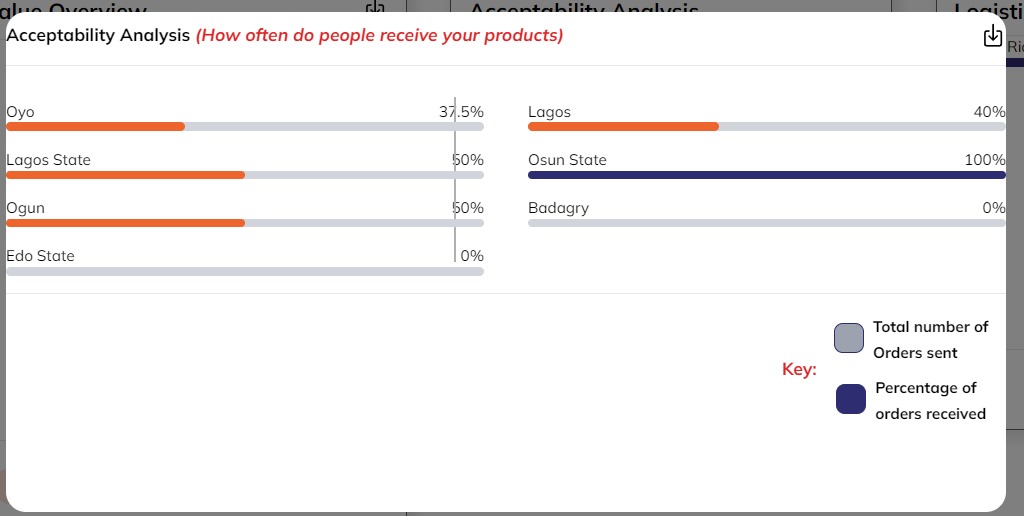 alue Overview
Acceptability Analysis
Logisti
Acceptability Analysis (How often do people receive your products)
Ric
Oyo 37.5%
Lagos 40%
Lagos State 50%
Osun State 100%
Ogun 50%
Badagry 0%
Edo State 0%
Key:
Total number of
Orders sent
Percentage of
orders received